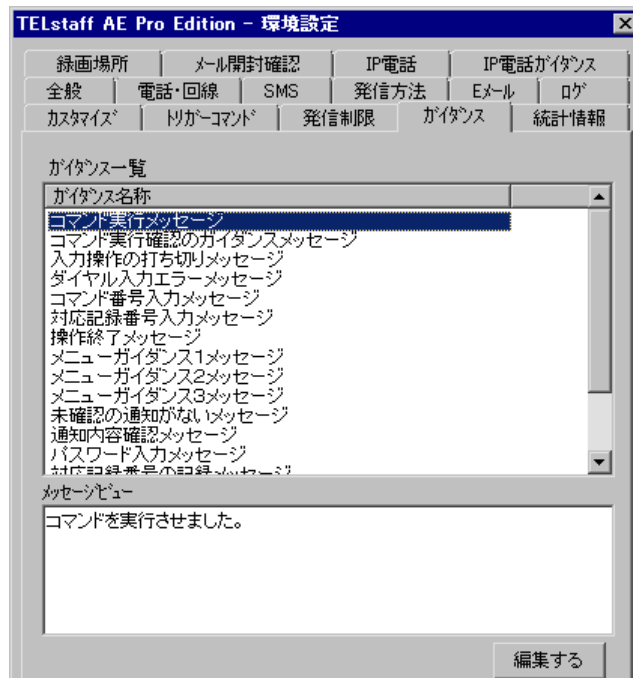 TELstaff AE Pro Edition - 環境設定
録画場所 ﾒｰﾙ開封確認 IP電話 IP電話ｶﾞｲﾀﾞﾝｽ
全般 電話・回線 SMS 発信方法 Eﾒｰﾙ ﾛｸﾞ
ｶｽﾀﾏｲｽﾞ ﾄﾘｶﾞｰｺﾏﾝﾄﾞ 発信制限 ｶﾞｲﾀﾞﾝｽ 統計情報
ｶﾞｲﾀﾞﾝｽ一覧
ガイダンス名称
コマンド実行メッセージ
コマンド実行確認のガイダンスメッセージ
入力操作の打ち切りメッセージ
ダイヤル入力エラーメッセージ
コマンド番号入力メッセージ
対応記録番号入力メッセージ
操作終了メッセージ
メニューガイダンス1メッセージ
メニューガイダンス2メッセージ
メニューガイダンス3メッセージ
未確認の通知がないメッセージ
通知内容確認メッセージ
パスワード入力メッセージ
対応記録番号の記録メッセージ
ﾒｯｾｰｼﾞﾋﾞｭｰ
コマンドを実行させました。
編集する